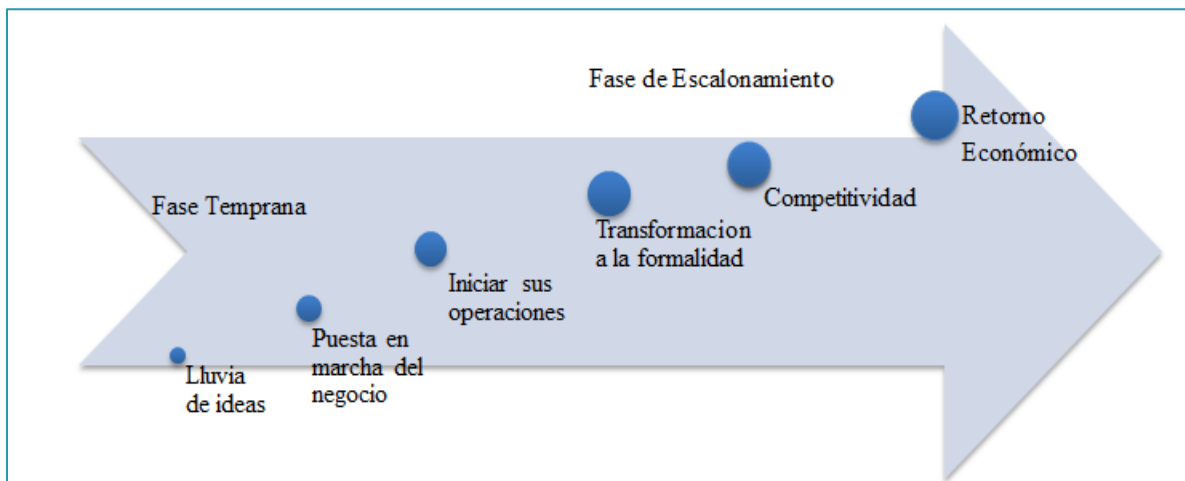 Fase de Escalonamiento
Retorno
Económico
Competitividad
Fase Temprana
Transformacion
a la formalidad
Iniciar sus
operaciones
Puesta en
marcha del
negocio
Lluvia
de ideas